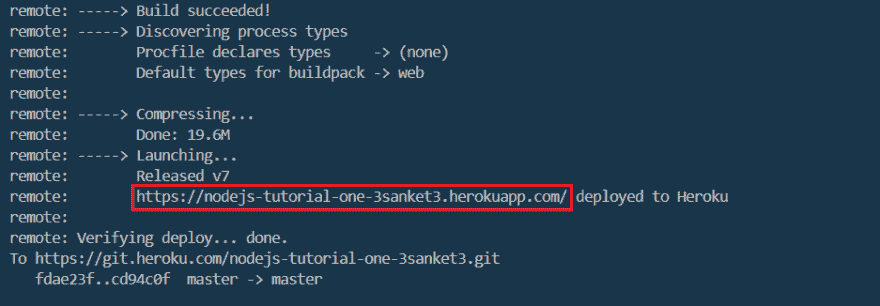 remote: -----> Build succeeded!
remote: -----> Discovering process types
remote:        Procfile declares types     -> (none)
remote:        Default types for buildpack -> web
remote:
remote: -----> Compressing...
remote:        Done: 19.6M
remote: -----> Launching...
remote:        Released v7
remote:        https://nodejs-tutorial-one-3sanket3.herokuapp.com/ deployed to Heroku
remote:
remote: Verifying deploy... done.
To https://git.heroku.com/nodejs-tutorial-one-3sanket3.git
   fdae23f..cd94c0f  master -> master